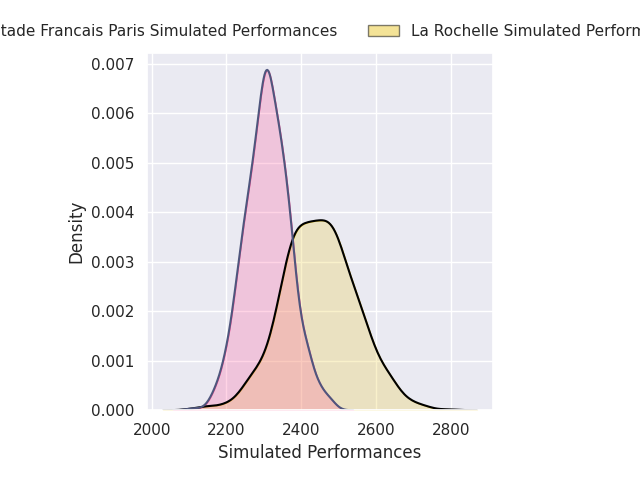 tade Francais Paris Simulated Performances La Rochelle Simulated Perforn
0.007
0.006
0.005
0.004
0.003
0.002
0.001
0.000
Density
2000 2200 2400 2600 2800
Simulated Performances